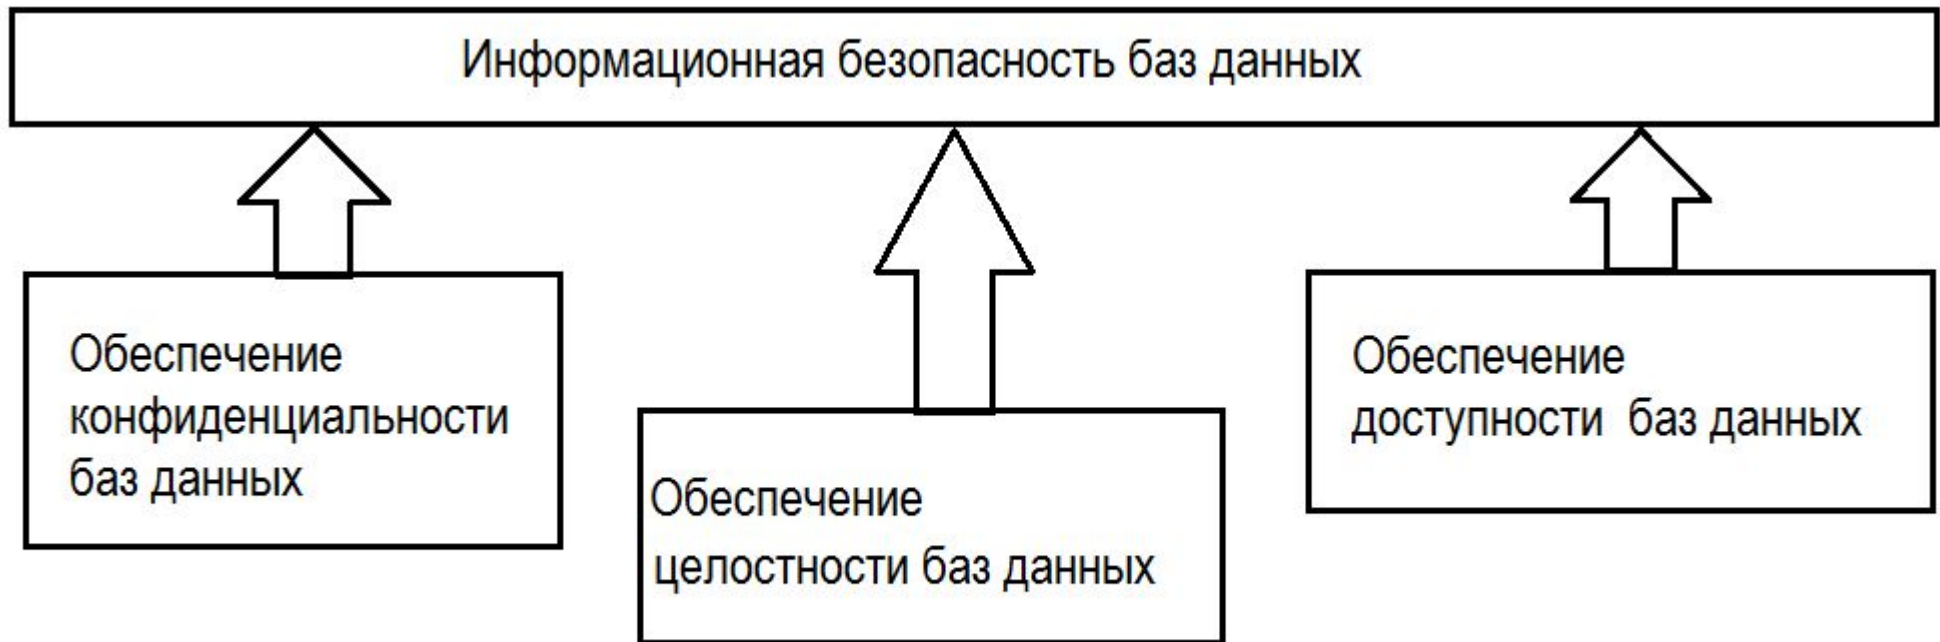 Информационная безопасность баз данных
Обеспечение
конфиденциальности
баз данных
Обеспечение
целостности баз данных
Обеспечение
доступности баз данных